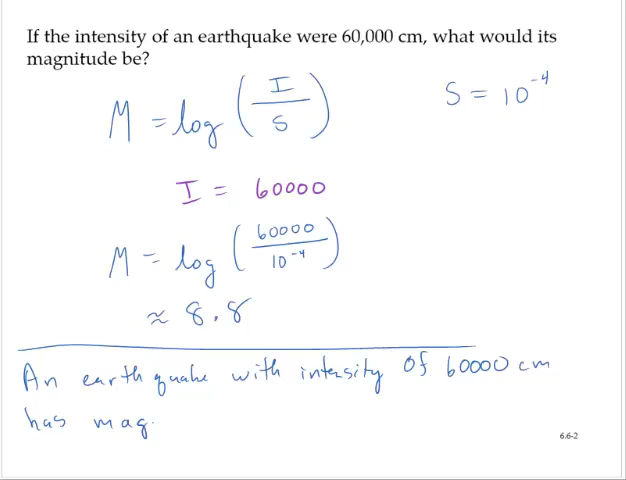 If the intensity of an earthquake were 60,000 cm, what would its
magnitude be?
M = log(I/S) S = 10^-4
I = 60000
M = log(60000/10^-4)
≈ 8.8
An earthquake with intensity of 60000 cm
has mag.
6.6-2